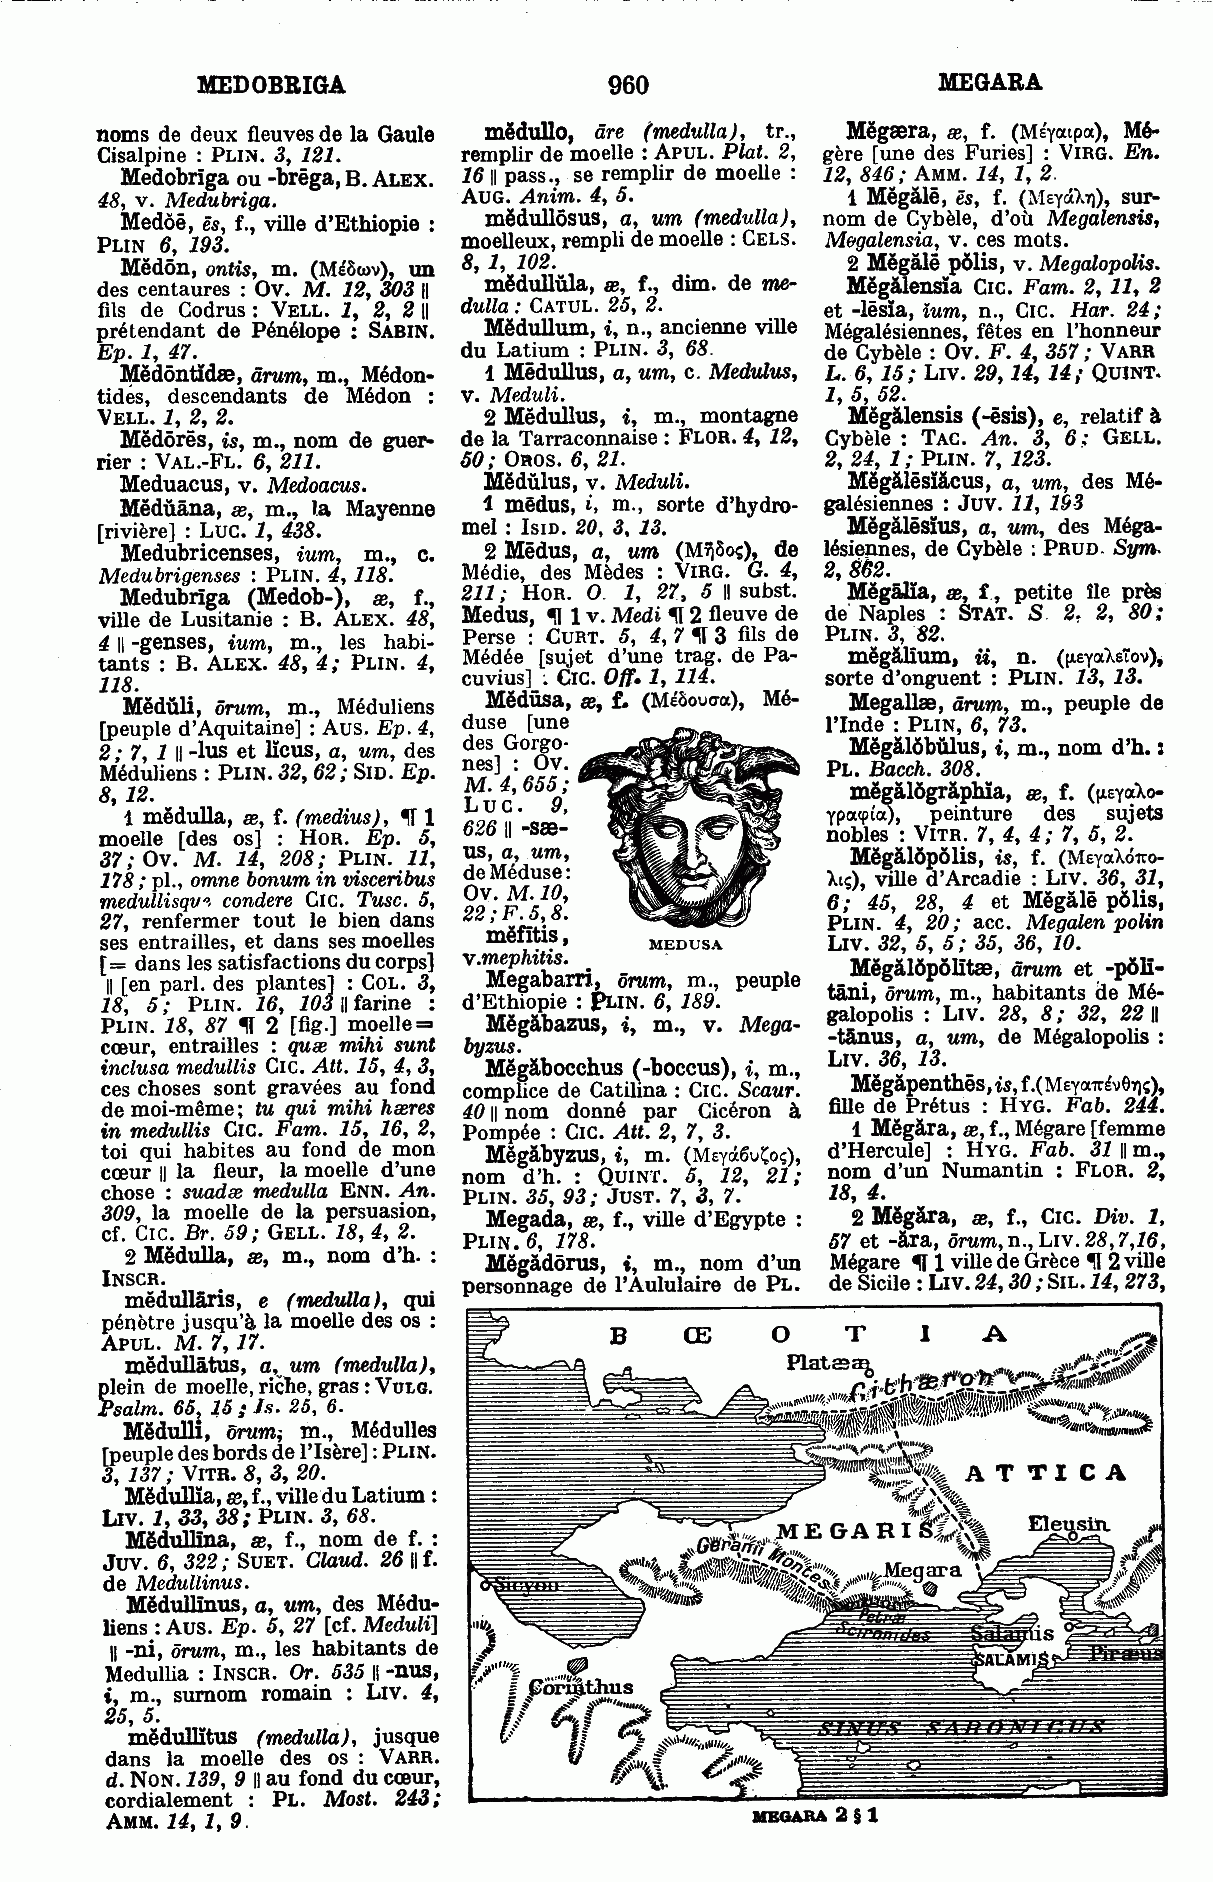 MEDOBRIGA
960
MEGARA
noms de deux fleuves de la Gaule
Cisalpine : PLIN. 3, 121.
Medobrīga ou -brēga, B. ALEX.
48, v. Medubriga.
Medŏē, ēs, f., ville d'Ethiopie :
PLIN 6, 193.
Mĕdōn, ontis, m. (Μέδων), un
des centaures : OV. M. 12, 303 ||
fils de Codrus : VELL. 1, 2, 2 ||
prétendant de Pénélope : SABIN.
Ep. 1, 47.
Mĕdōntĭdæ, ārum, m., Médon-
tidés, descendants de Médon :
VELL. 1, 2, 2.
Mĕdōrēs, is, m., nom de guer-
rier : VAL.-FL. 6, 211.
Meduacus, v. Medoacus.
Mĕdŭāna, æ, m., la Mayenne
[rivière] : LUC. 1, 438.
Medubricenses, ium, m., c.
Medubrigenses : PLIN. 4, 118.
Medubrīga (Medob-), æ, f.,
ville de Lusitanie : B. ALEX. 48,
4 || -genses, ium, m., les habi-
tants : B. ALEX. 48, 4; PLIN. 4,
118.
Mĕdŭli, ōrum, m., Méduliens
[peuple d'Aquitaine] : AUS. Ep. 4,
2; 7, 1 || -lus et lĭcus, a, um, des
Méduliens : PLIN. 32, 62; SID. Ep.
8, 12.
1 mĕdulla, æ, f. (medius), ¶ 1
moelle [des os] : HOR. Ep. 5,
37; OV. M. 14, 208; PLIN. 11,
178; pl., omne bonum in visceribus
condere CIC. Tusc. 5,
27, renfermer tout le bien dans
ses entrailles, et dans ses moelles
[= dans les satisfactions du corps]
|| [en parl. des plantes] : COL. 3,
18, 5; PLIN. 16, 103 || farine :
PLIN. 18, 87 ¶ 2 [fig.] moelle =
cœur, entrailles : quæ mihi sunt
inclusa medullis CIC. Att. 15, 4, 3,
ces choses sont gravées au fond
de moi-même; tu qui mihi hæres
in medullis CIC. Fam. 15, 16, 2,
toi qui habites au fond de mon
cœur || la fleur, la moelle d'une
chose : suadæ medulla ENN. An.
309, la moelle de la persuasion,
cf. CIC. Br. 59; GELL. 18, 4, 2.
2 Mĕdulla, æ, m., nom d'h. :
INSCR.
mĕdullāris, e (medulla), qui
pénètre jusqu'à la moelle des os :
APUL. M. 7, 17.
mĕdullātus, a, um (medulla),
plein de moelle, riche, gras : VULG.
Psalm. 65, 15; Is. 25, 6.
Mĕdulli, ōrum, m., Médulles
[peuple des bords de l'Isère] : PLIN.
3, 137; VITR. 8, 3, 20.
Mĕdullĭa, æ, f., ville du Latium :
LIV. 1, 33, 38; PLIN. 3, 68.
Mĕdullīna, æ, f., nom de f. :
JUV. 6, 322; SUET. Claud. 26 || f.
de Medullinus.
Mĕdullīnus, a, um, des Médu-
liens : AUS. Ep. 5, 27 [cf. Meduli]
|| -ni, ōrum, m., les habitants de
Medullia : INSCR. Or. 535 || -nus,
i, m., surnom romain : LIV. 4,
25, 5.
mĕdullĭtus (medulla), jusque
dans la moelle des os : VARR.
d. NON. 139, 9 || au fond du cœur,
cordialement : PL. Most. 243;
AMM. 14, 1, 9.
mĕdullo, āre (medulla), tr.,
remplir de moelle : APUL. Plat. 2,
16 || pass., se remplir de moelle :
AUG. Anim. 4, 5.
mĕdullōsus, a, um (medulla),
moelleux, rempli de moelle : CELS.
8, 1, 102.
mĕdullŭla, æ, f., dim. de me-
dulla : CATUL. 25, 2.
Mĕdullum, i, n., ancienne ville
du Latium : PLIN. 3, 68.
1 Mēdullus, a, um, c. Medulus,
v. Meduli.
2 Mĕdullus, i, m., montagne
de la Tarraconnaise : FLOR. 4, 12,
50; OROS. 6, 21.
Mĕdŭlus, v. Meduli.
1 mēdus, i, m., sorte d'hydro-
mel : ISID. 20, 3, 13.
2 Mēdus, a, um (Μῆδος), de
Médie, des Mèdes : VIRG. G. 4,
211; HOR. O. 1, 27, 5 || subst.
Medus, ¶ 1 v. Medi ¶ 2 fleuve de
Perse : CURT. 5, 4, 7 ¶ 3 fils de
Médée [sujet d'une trag. de Pa-
cuvius] : CIC. Off. 1, 114.
Mĕdūsa, æ, f. (Μέδουσα), Mé-
duse [une
des Gorgo-
nes] : OV.
M. 4, 655;
LUC. 9,
626 || -sæ-
us, a, um,
de Méduse :
OV. M. 10,
22; F. 5, 8.
mĕfītis,
v. mephitis.
MEDUSA
Megabarri, ōrum, m., peuple
d'Ethiopie : PLIN. 6, 189.
Mĕgăbazus, i, m., v. Mega-
byzus.
Mĕgăbocchus (-boccus), i, m.,
complice de Catilina : CIC. Scaur.
40 || nom donné par Cicéron à
Pompée : CIC. Att. 2, 7, 3.
Mĕgăbyzus, i, m. (Μεγάβυζος),
nom d'h. : QUINT. 5, 12, 21;
PLIN. 35, 93; JUST. 7, 3, 7.
Megada, æ, f., ville d'Egypte :
PLIN. 6, 178.
Mĕgădōrus, i, m., nom d'un
personnage de l'Aululaire de PL.
Mĕgæra, æ, f. (Μέγαιρα), Mé-
gère [une des Furies] : VIRG. En.
12, 846; AMM. 14, 1, 2.
1 Mĕgălē, ēs, f. (Μεγάλη), sur-
nom de Cybèle, d'où Megalensis,
Megalensia, v. ces mots.
2 Mĕgălē pŏlis, v. Megalopolis.
Mĕgălensĭa CIC. Fam. 2, 11, 2
et -lēsĭa, ĭum, n., CIC. Har. 24;
Mégalésiennes, fêtes en l'honneur
de Cybèle : OV. F. 4, 357; VARR
L. 6, 15; LIV. 29, 14, 14; QUINT.
1, 5, 52.
Mĕgălensis (-ēsis), e, relatif à
Cybèle : TAC. An. 3, 6; GELL.
2, 24, 1; PLIN. 7, 123.
Mĕgălēsĭăcus, a, um, des Mé-
galésiennes : JUV. 11, 193
Mĕgălēsĭus, a, um, des Méga-
lésiennes, de Cybèle : PRUD. Sym.
2, 862.
Mĕgălĭa, æ, f., petite île près
de Naples : STAT. S. 2, 2, 80;
PLIN. 3, 82.
mĕgălīum, ii, n. (μεγαλεῖον),
sorte d'onguent : PLIN. 13, 13.
Megallæ, ārum, m., peuple de
l'Inde : PLIN, 6, 73.
Mĕgălŏbūlus, i, m., nom d'h. :
PL. Bacch. 308.
mĕgălŏgrăphĭa, æ, f. (μεγαλο-
γραφία), peinture des sujets
nobles : VITR. 7, 4, 4; 7, 5, 2.
Mĕgălŏpŏlis, is, f. (Μεγαλόπο-
λις), ville d'Arcadie : LIV. 36, 31,
6; 45, 28, 4 et Mĕgălē pŏlis,
PLIN. 4, 20; acc. Megalen polin
LIV. 32, 5, 5; 35, 36, 10.
Mĕgălŏpŏlītæ, ārum et -pŏlī-
tāni, ōrum, m., habitants de Mé-
galopolis : LIV. 28, 8; 32, 22 ||
-tānus, a, um, de Mégalopolis :
LIV. 36, 13.
Mĕgăpenthēs, is, f. (Μεγαπένθης),
fille de Prétus : HYG. Fab. 244.
1 Mĕgăra, æ, f., Mégare [femme
d'Hercule] : HYG. Fab. 31 || m.,
nom d'un Numantin : FLOR. 2,
18, 4.
2 Mĕgăra, æ, f., CIC. Div. 1,
57 et -ăra, ōrum, n., LIV. 28, 7, 16,
Mégare ¶ 1 ville de Grèce ¶ 2 ville
de Sicile : LIV. 24, 30; SIL. 14, 273,
BŒOTIA
Platææ
Cithæron
ATTICA
MEGARIS
Eleusin
Geranii Montes
Megara
Sicyon
Petræ
Scironides
Salamis
SALAMIS
Piræus
Corinthus
SINUS SARONICUS
MEGARA 2 § 1